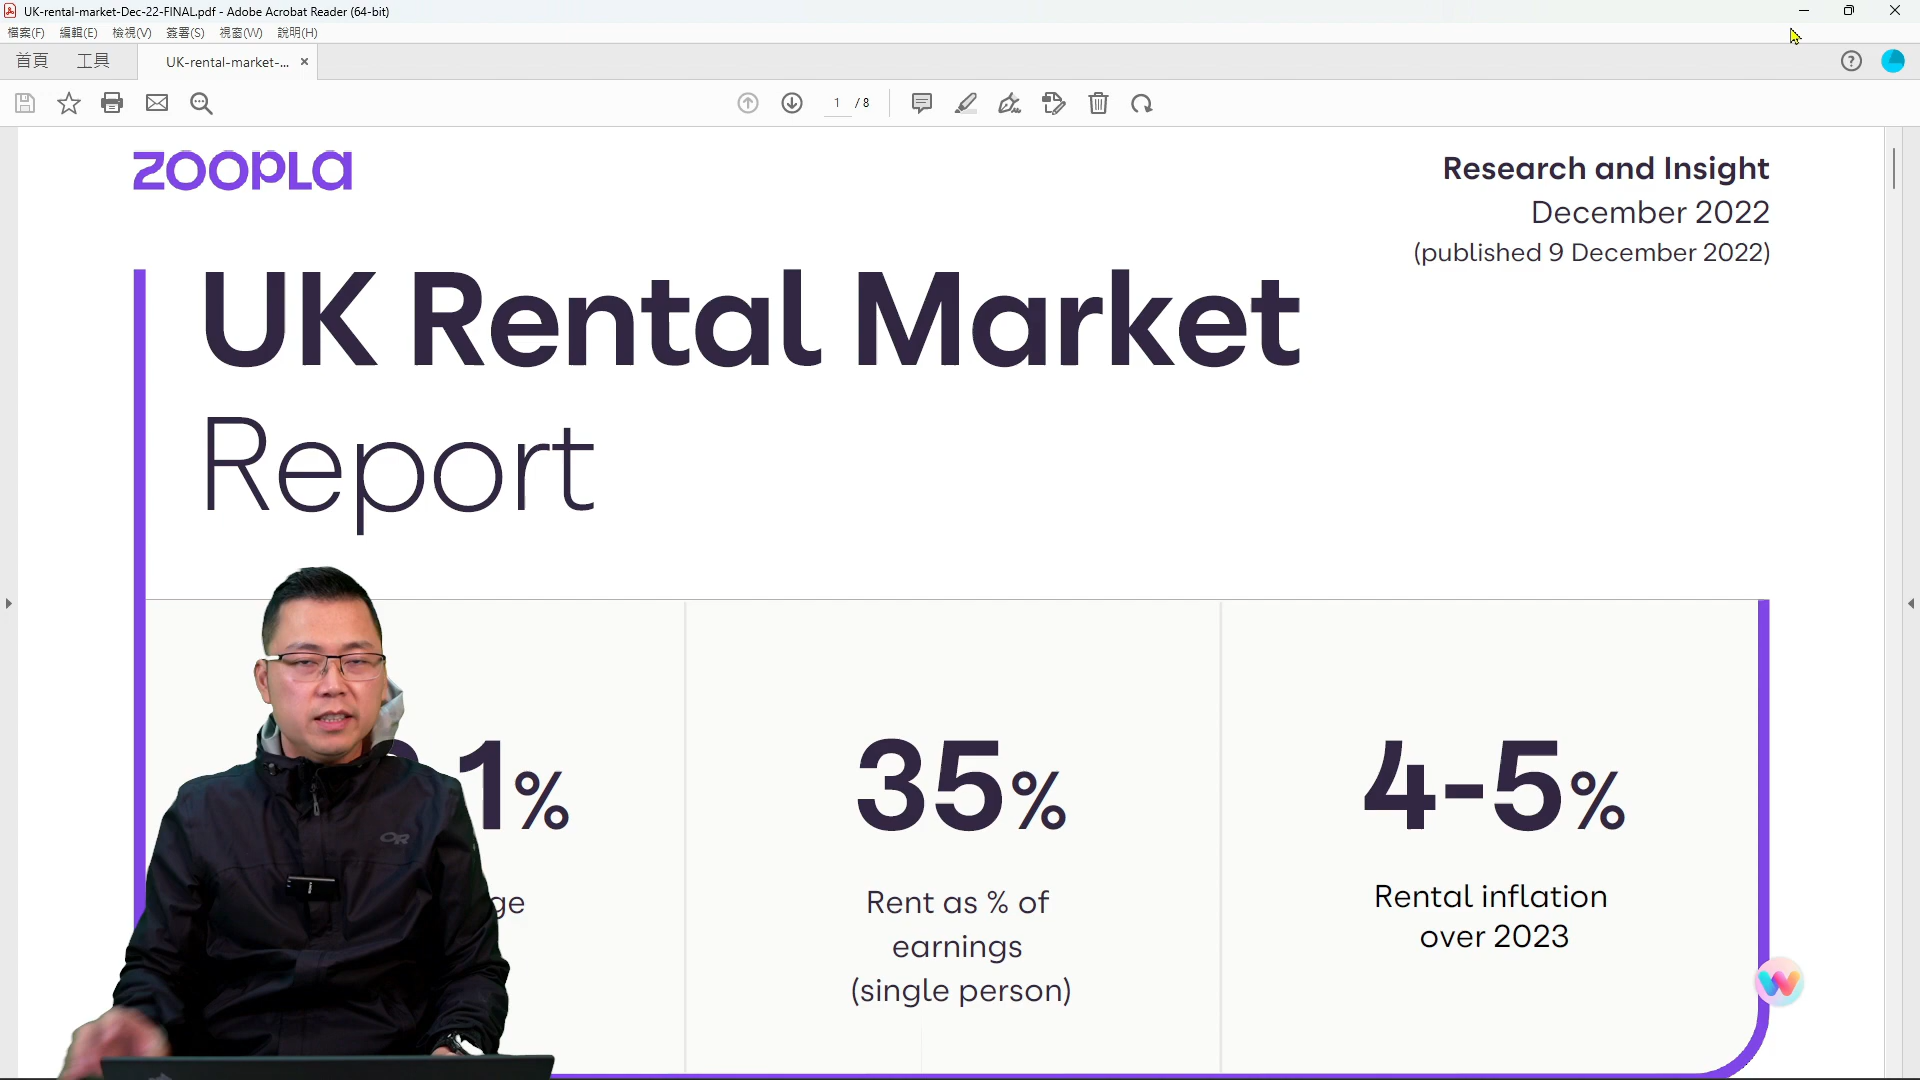 UK-rental-market-Dec-22-FINAL.pdf - Adobe Acrobat Reader (64-bit)
檔案(F) 編輯(E) 檢視(V) 簽署(S) 視窗(W) 說明(H)
首頁 工具 UK-rental-market-... ×
1 / 8
ZOOPLA
Research and Insight
December 2022
(published 9 December 2022)
UK Rental Market
Report
1%
35%
Rent as % of
earnings
(single person)
4-5%
Rental inflation
over 2023
OR